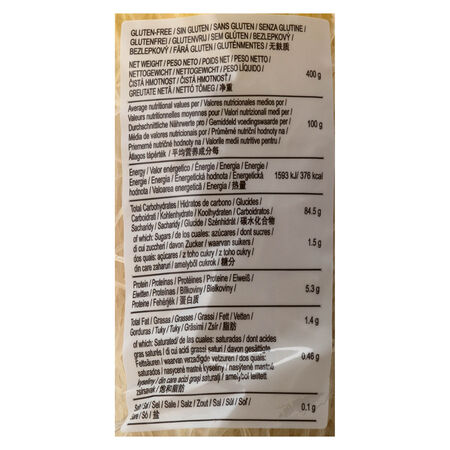 GLUTEN-FREE / SIN GLUTEN / SANS GLUTEN / SENZA GLUTINE /
GLUTENFREI / GLUTENVRIJ / SEM GLÚTEN / BEZLEPKOVÝ /
BEZLEPKOVÝ / FĂRĂ GLUTEN / GLUTÉNMENTES / 无麸质
NET WEIGHT / PESO NETO / POIDS NET / PESO NETTO /
NETTOGEWICHT / NETTOGEWICHT / PESO LÍQUIDO /
ČISTÁ HMOTNOST / ČISTÁ HMOTNOSŤ /
GREUTATE NETĂ / NETTÓ TÖMEG / 净重
400 g
Average nutritional values per / Valores nutricionales medios por /
Valeurs nutritionnelles moyennes pour / Valori nutrizionali medi per /
Durchschnittliche Nährwerte pro / Gemiddeld voedingswaarde per /
Média de valores nutricionais por / Průměrné nutriční hodnoty na /
Priemerné nutričné hodnoty na / Valorile medii nutritive pentru /
Átlagos tápérték / 平均营养成分每
100 g
Energy / Valor enérgetico / Énergie / Energia / Energie /
Energie / Energia / Energetická hodnota / Energetická
hodnota / Valoarea energetică / Energia / 热量
1593 kJ/ 376 kcal
Total Carbohydrates / Hidratos de carbono / Glucides /
Carboidrati / Kohlenhydrate / Koolhydraten / Carboidratos /
Sacharidy / Sacharidy / Glucide / Szénhidrát / 碳水化合物
84.5 g
of which: Sugars / de los cuales: azúcares / dont sucres /
di cui zuccheri / davon Zucker / waarvan suikers /
dos quais: açúcares / z toho cukry / z toho cukry /
din care zaharuri / amelyből cukrok / 糖分
1.5 g
Protein / Proteínas / Protéines / Proteine / Eiweiß /
Eiwitten / Proteínas / Bílkoviny / Bielkoviny /
Proteine / Fehérjék / 蛋白质
5.3 g
Total Fat / Grasas / Graisses / Grassi / Fett / Vetten /
Gorduras / Tuky / Tuky / Grăsimi / Zsír / 脂肪
1.4 g
of which: Saturated/ de las cuales: saturadas / dont acides
gras saturés / di cui acidi grassi saturi / davon gesättigte
Fettsäuren / waarvan verzadigde vetzuren / dos quais:
saturados / nasycené mastné kyseliny / nasýtené mastné
kyseliny / din care acizi grași saturați / amelyből telített
zsírsavak / 饱和脂肪
0.46 g
Salt / Sal / Sel / Sale / Salz / Zout / Sal / Sůl / Soľ /
Sare / Só / 盐
0.1 g